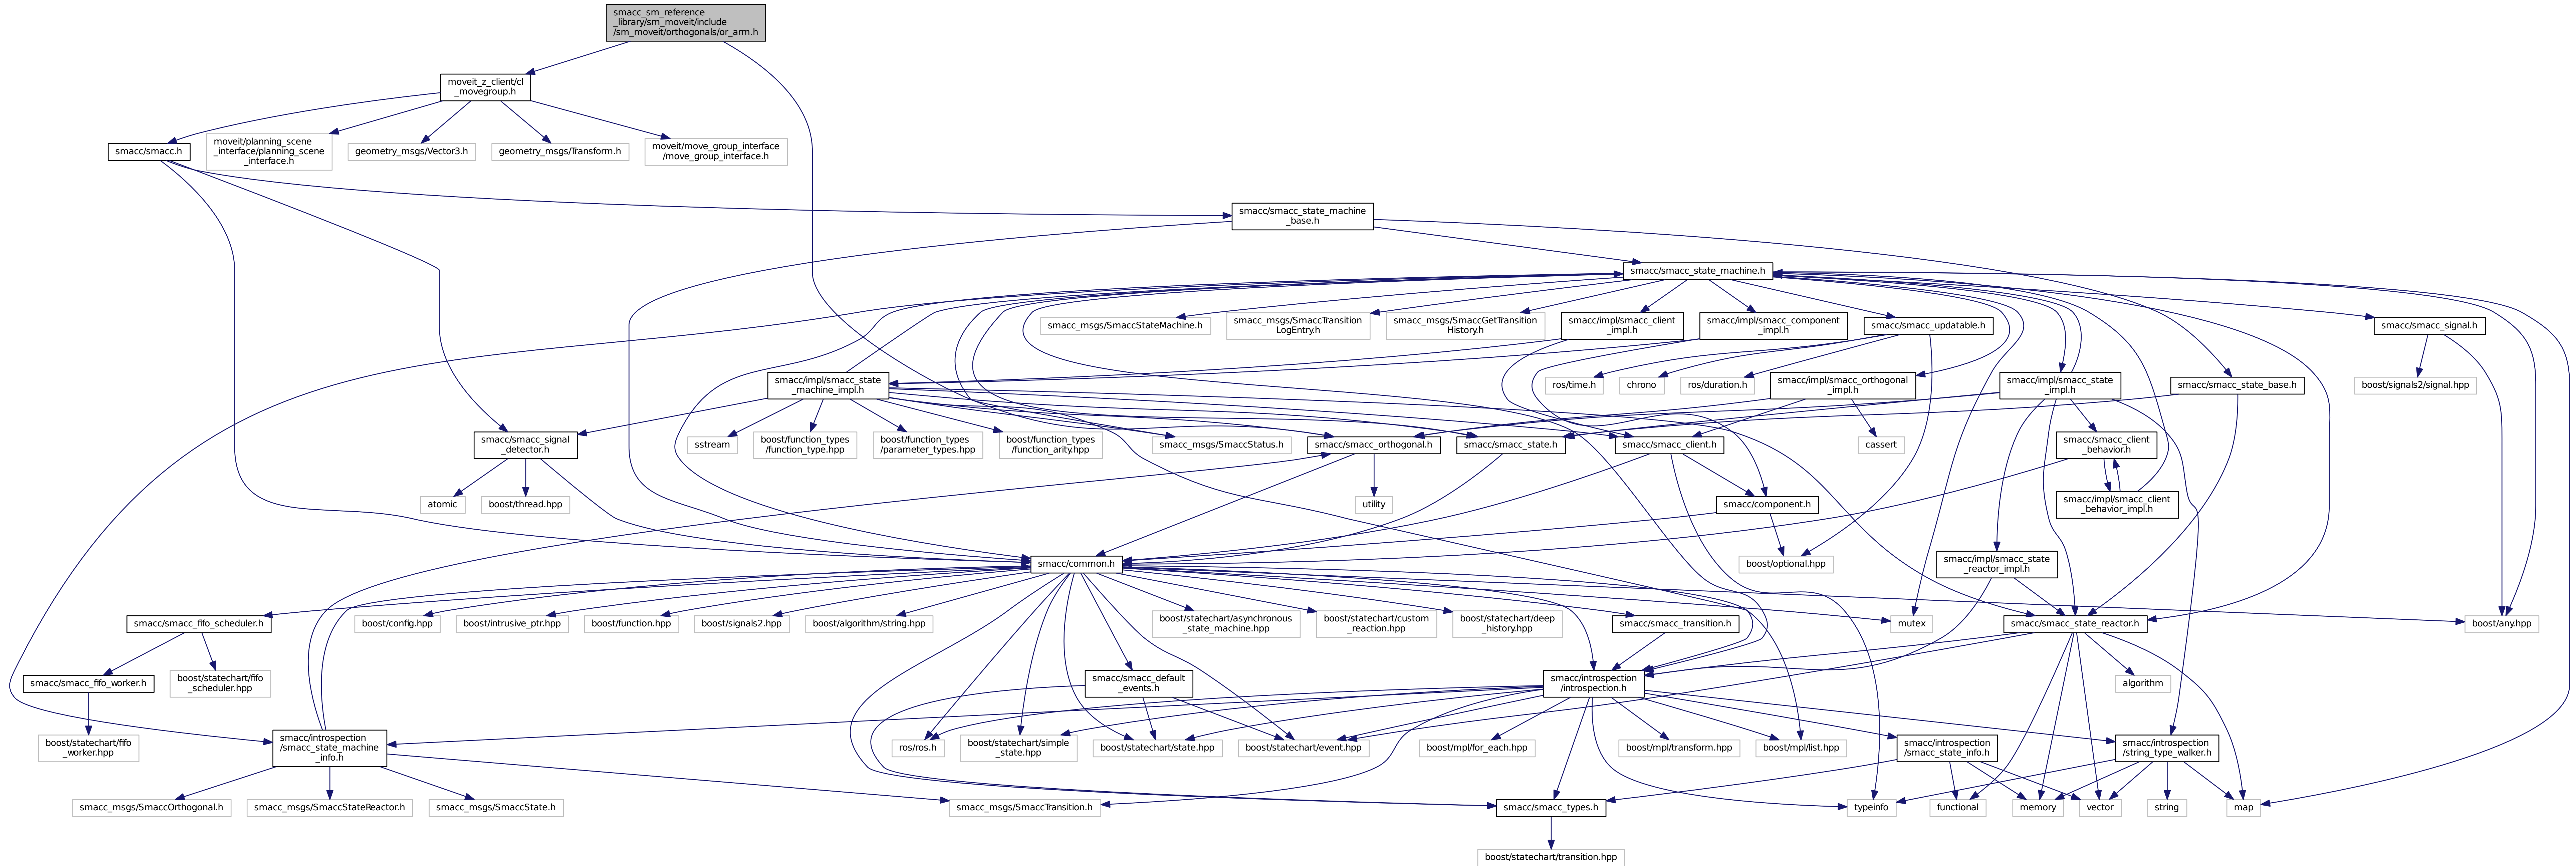 smacc_sm_reference
_library/sm_moveit/include
/sm_moveit/orthogonals/or_arm.h
moveit_z_client/cl
_movegroup.h
smacc/smacc.h
moveit/planning_scene
_interface/planning_scene
_interface.h
geometry_msgs/Vector3.h
geometry_msgs/Transform.h
moveit/move_group_interface
/move_group_interface.h
smacc/smacc_state_machine
_base.h
smacc/smacc_state_machine.h
smacc_msgs/SmaccStateMachine.h
smacc_msgs/SmaccTransition
LogEntry.h
smacc_msgs/SmaccGetTransition
History.h
smacc/impl/smacc_client
_impl.h
smacc/impl/smacc_component
_impl.h
smacc/smacc_updatable.h
smacc/smacc_signal.h
smacc/impl/smacc_state
_machine_impl.h
ros/time.h
chrono
ros/duration.h
smacc/impl/smacc_orthogonal
_impl.h
smacc/impl/smacc_state
_impl.h
smacc/smacc_state_base.h
boost/signals2/signal.hpp
smacc/smacc_signal
_detector.h
sstream
boost/function_types
/function_type.hpp
boost/function_types
/parameter_types.hpp
boost/function_types
/function_arity.hpp
smacc_msgs/SmaccStatus.h
smacc/smacc_orthogonal.h
smacc/smacc_state.h
smacc/smacc_client.h
cassert
smacc/smacc_client
_behavior.h
atomic
boost/thread.hpp
utility
smacc/component.h
smacc/impl/smacc_client
_behavior_impl.h
smacc/common.h
boost/optional.hpp
smacc/impl/smacc_state
_reactor_impl.h
smacc/smacc_fifo_scheduler.h
boost/config.hpp
boost/intrusive_ptr.hpp
boost/function.hpp
boost/signals2.hpp
boost/algorithm/string.hpp
boost/statechart/asynchronous
_state_machine.hpp
boost/statechart/custom
_reaction.hpp
boost/statechart/deep
_history.hpp
smacc/smacc_transition.h
mutex
smacc/smacc_state_reactor.h
boost/any.hpp
smacc/smacc_fifo_worker.h
boost/statechart/fifo
_scheduler.hpp
smacc/smacc_default
_events.h
smacc/introspection
/introspection.h
algorithm
boost/statechart/fifo
_worker.hpp
smacc/introspection
/smacc_state_machine
_info.h
ros/ros.h
boost/statechart/simple
_state.hpp
boost/statechart/state.hpp
boost/statechart/event.hpp
boost/mpl/for_each.hpp
boost/mpl/transform.hpp
boost/mpl/list.hpp
smacc/introspection
/smacc_state_info.h
smacc/introspection
/string_type_walker.h
smacc_msgs/SmaccOrthogonal.h
smacc_msgs/SmaccStateReactor.h
smacc_msgs/SmaccState.h
smacc_msgs/SmaccTransition.h
smacc/smacc_types.h
typeinfo
functional
memory
vector
string
map
boost/statechart/transition.hpp